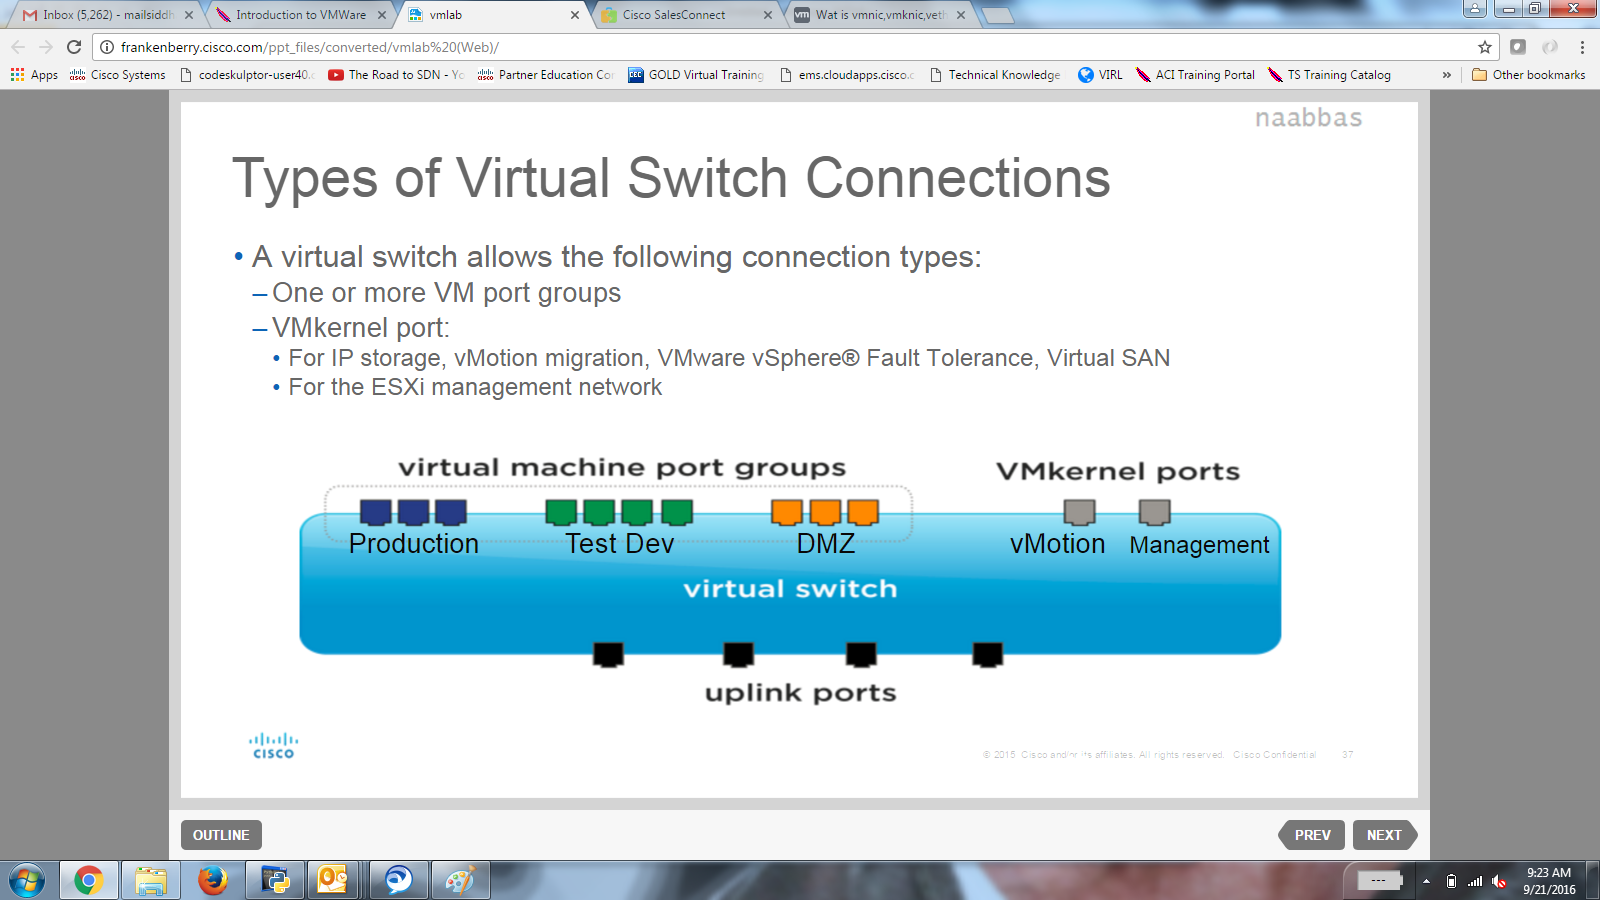 Inbox (5,262) - mailsiddh
Introduction to VMWare
vmlab
Cisco SalesConnect
vm
Wat is vmnic,vmknic,veth
frankenberry.cisco.com/ppt_files/converted/vmlab%20(Web)/
Apps
cisco
Cisco Systems
codeskulptor-user40.c
The Road to SDN - Yo
cisco
Partner Education Cor
CEC
GOLD Virtual Training
ems.cloudapps.cisco.c
Technical Knowledge
VIRL
ACI Training Portal
TS Training Catalog
»
Other bookmarks
naabbas
Types of Virtual Switch Connections
• A virtual switch allows the following connection types:
– One or more VM port groups
– VMkernel port:
• For IP storage, vMotion migration, VMware vSphere® Fault Tolerance, Virtual SAN
• For the ESXi management network
virtual machine port groups
VMkernel ports
Production
Test Dev
DMZ
vMotion
Management
virtual switch
uplink ports
CISCO
© 2015 Cisco and/or its affiliates. All rights reserved. Cisco Confidential
37
OUTLINE
PREV
NEXT
---
9:23 AM
9/21/2016